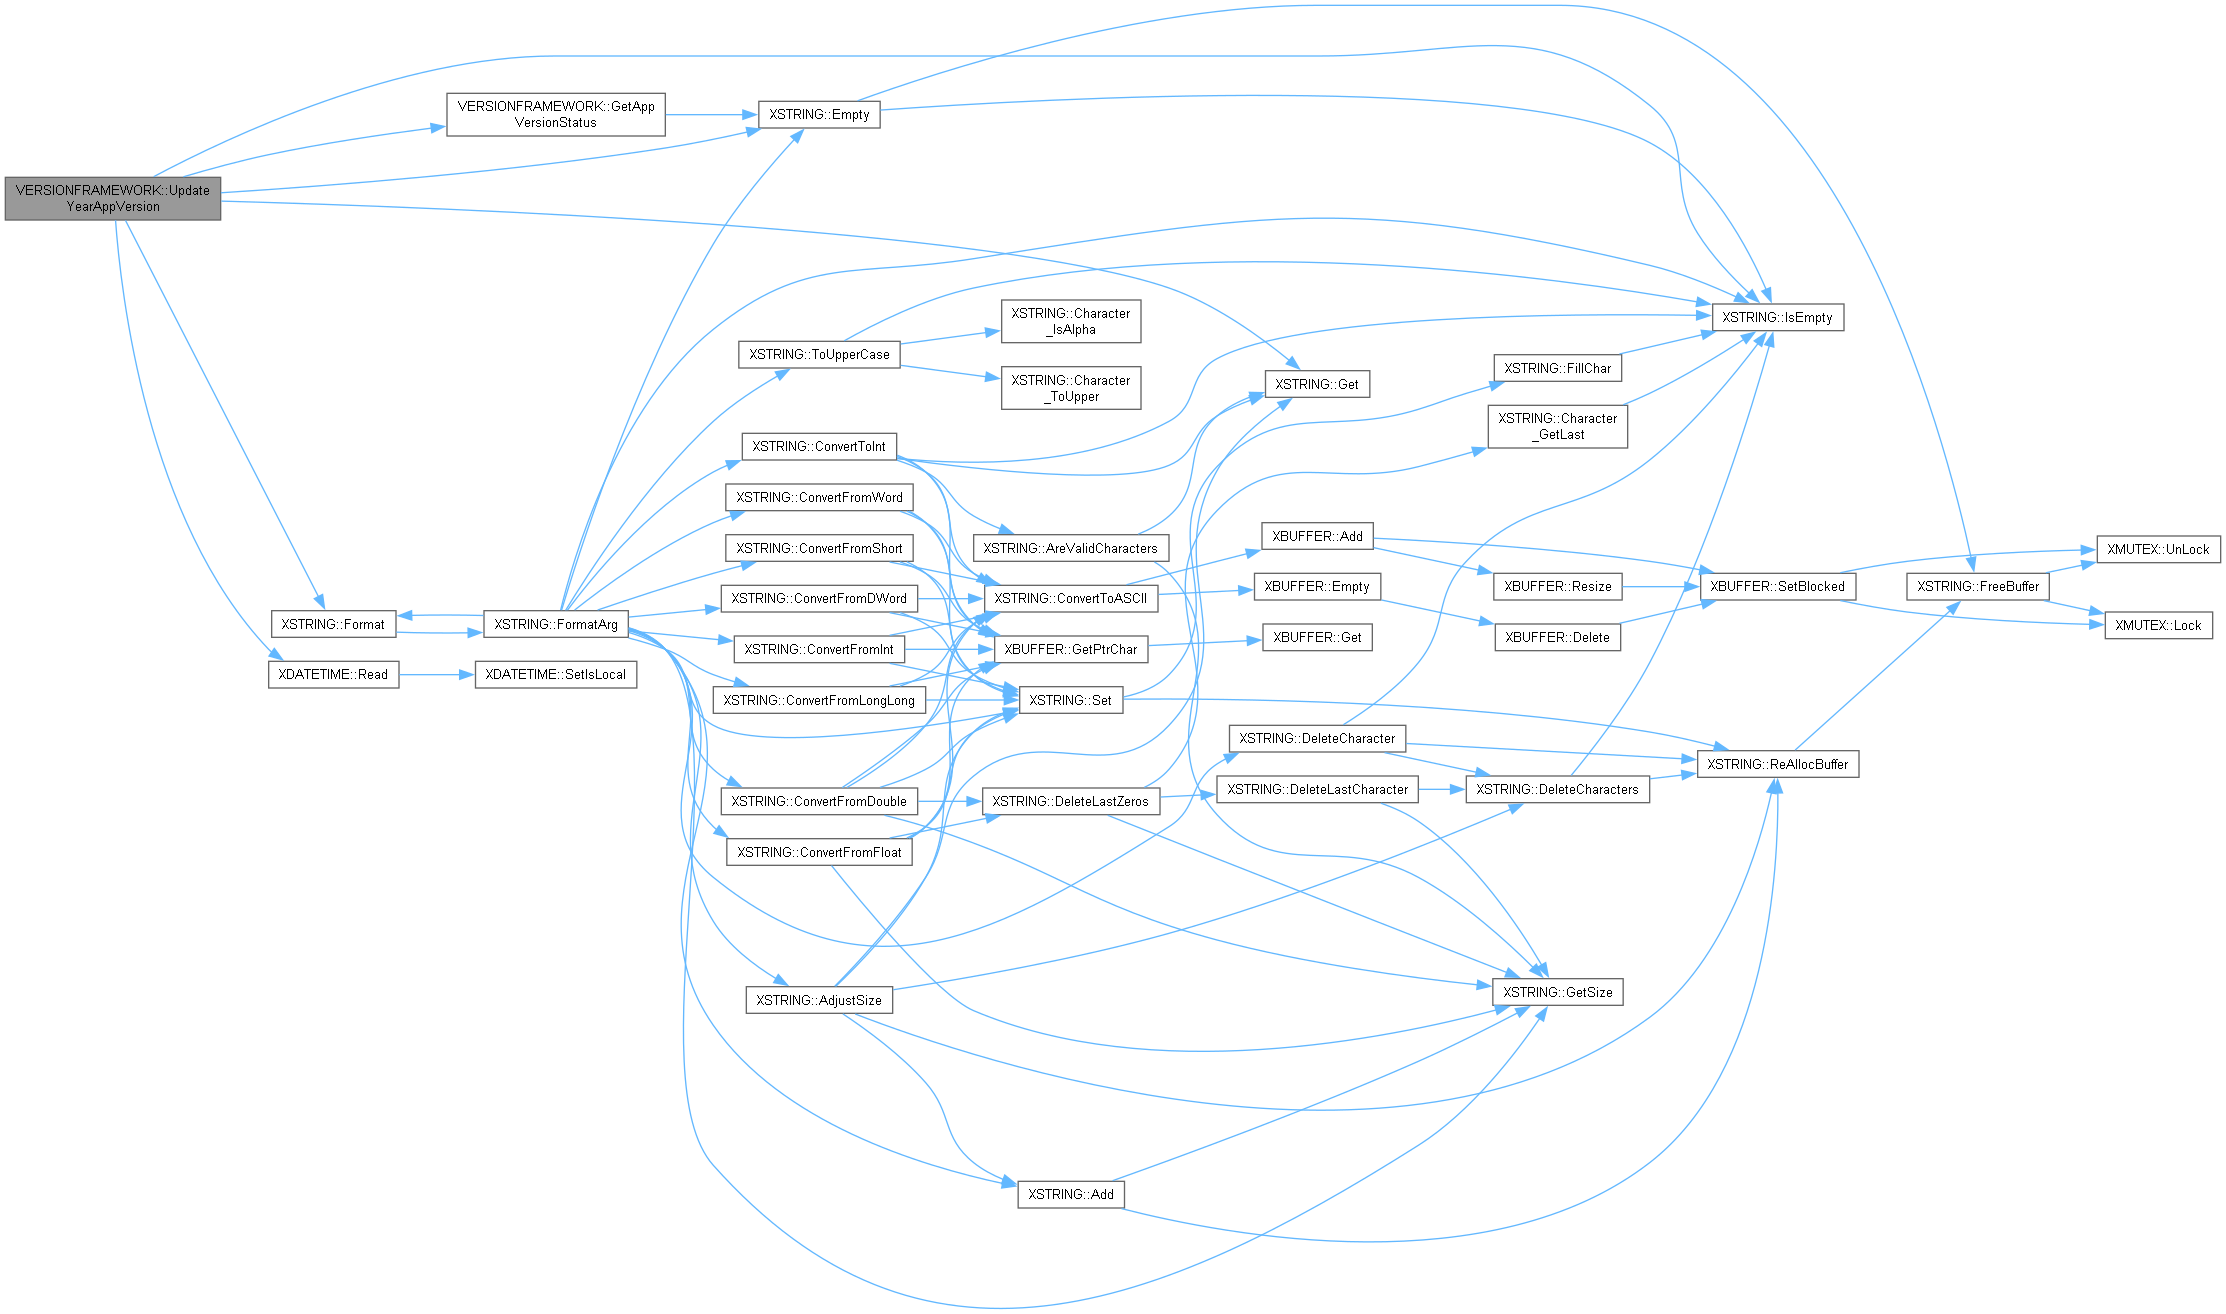 VERSIONFRAMEWORK::Update
YearAppVersion
XSTRING::Format
XDATETIME::Read
VERSIONFRAMEWORK::GetApp
VersionStatus
XSTRING::FormatArg
XDATETIME::SetIsLocal
XSTRING::Empty
XSTRING::ToUpperCase
XSTRING::ConvertToInt
XSTRING::ConvertFromWord
XSTRING::ConvertFromShort
XSTRING::ConvertFromDWord
XSTRING::ConvertFromInt
XSTRING::ConvertFromLongLong
XSTRING::ConvertFromDouble
XSTRING::ConvertFromFloat
XSTRING::AdjustSize
XSTRING::Character
_IsAlpha
XSTRING::Character
_ToUpper
XSTRING::AreValidCharacters
XSTRING::ConvertToASCII
XBUFFER::GetPtrChar
XSTRING::Set
XSTRING::DeleteLastZeros
XSTRING::Add
XSTRING::Get
XBUFFER::Add
XBUFFER::Empty
XBUFFER::Get
XSTRING::DeleteCharacter
XSTRING::DeleteLastCharacter
XSTRING::FillChar
XSTRING::Character
_GetLast
XBUFFER::Resize
XBUFFER::Delete
XSTRING::DeleteCharacters
XSTRING::GetSize
XSTRING::IsEmpty
XBUFFER::SetBlocked
XSTRING::ReAllocBuffer
XSTRING::FreeBuffer
XMUTEX::UnLock
XMUTEX::Lock